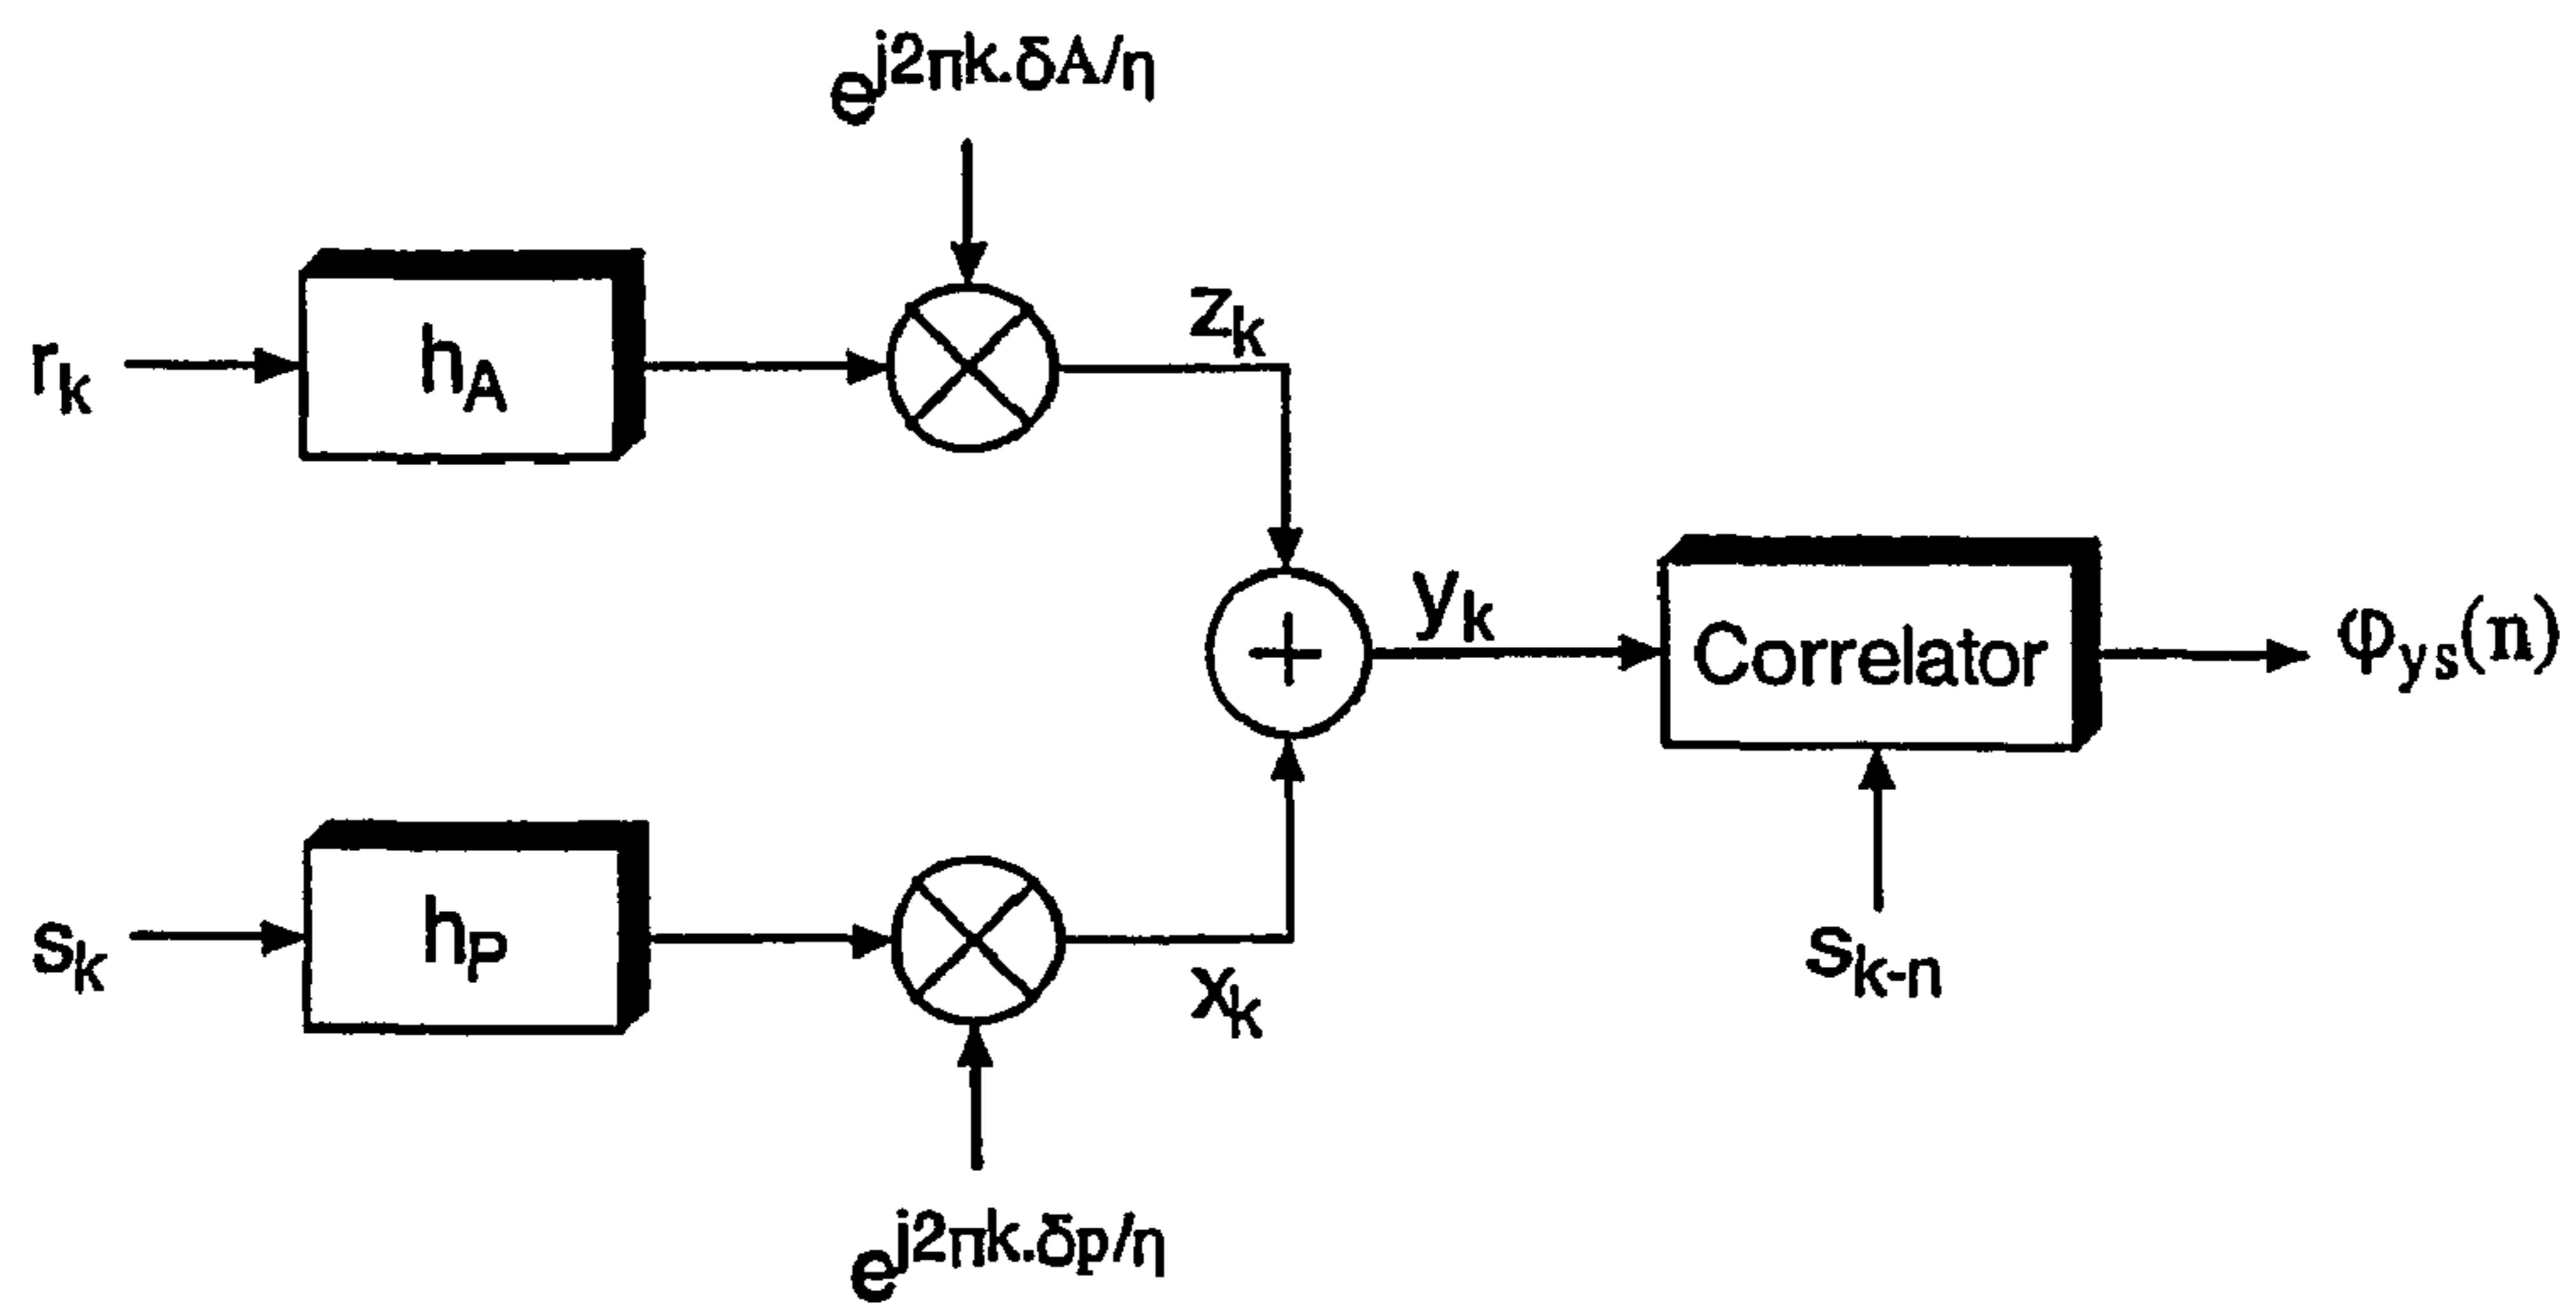 e^{j2πk.δA/η}
r_k
h_A
z_k
y_k
Correlator
φ_{ys}(n)
s_k
h_P
x_k
s_{k-n}
e^{j2πk.δp/η}